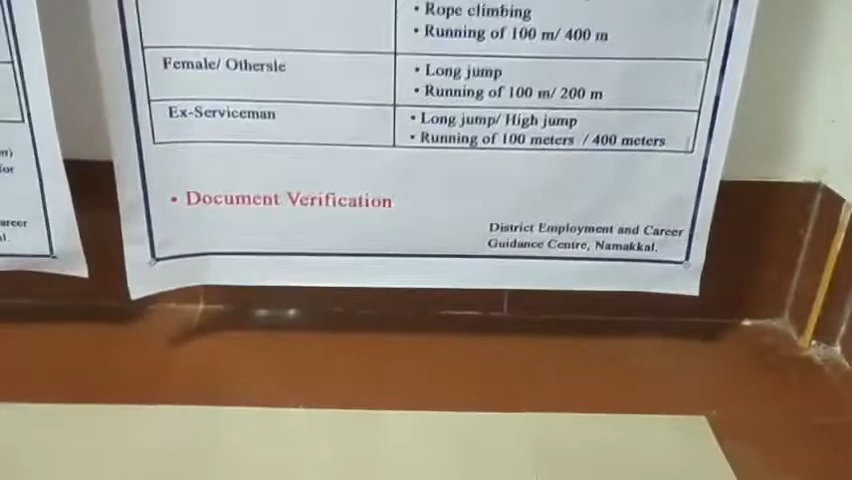 • Rope climbing
• Running of 100 m/ 400 m
Female/ Othersle
• Long jump
• Running of 100 m/ 200 m
Ex-Serviceman
• Long jump/ High jump
• Running of 100 meters / 400 meters
• Document Verification
District Employment and Career
Guidance Centre, Namakkal.